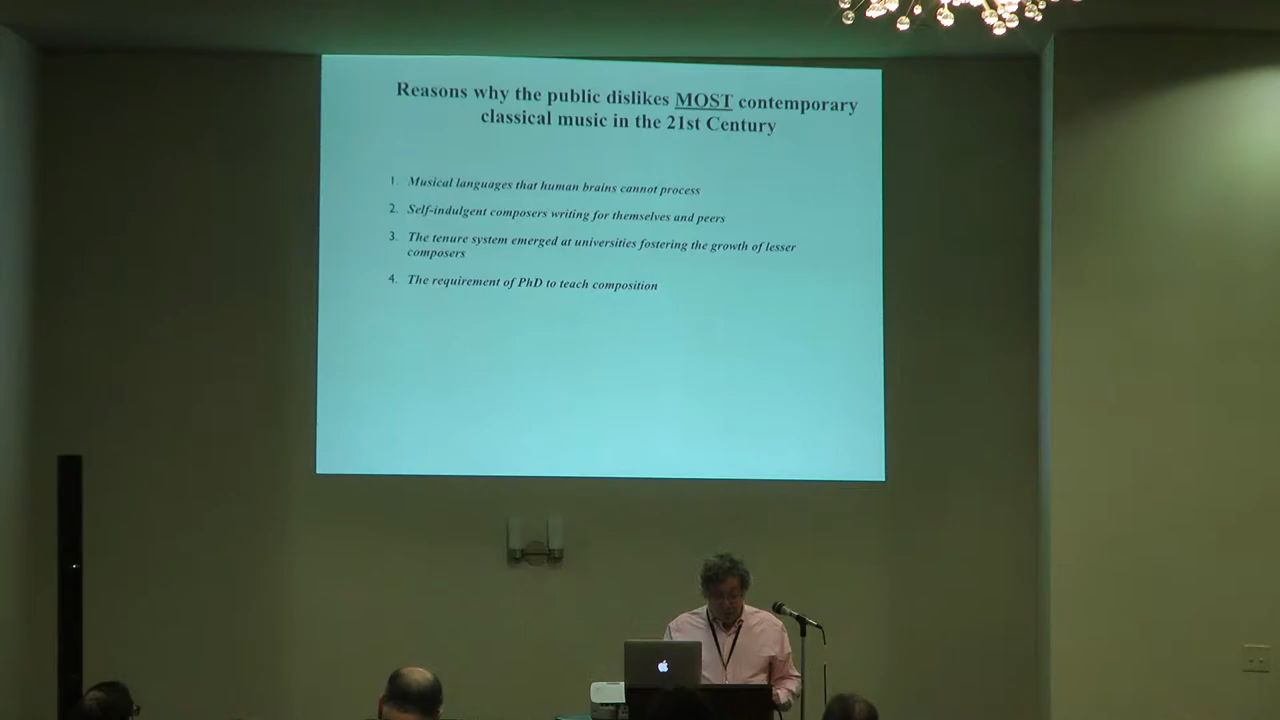 Reasons why the public dislikes MOST contemporary
classical music in the 21st Century
1. Musical languages that human brains cannot process
2. Self-indulgent composers writing for themselves and peers
3. The tenure system emerged at universities fostering the growth of lesser
composers
4. The requirement of PhD to teach composition